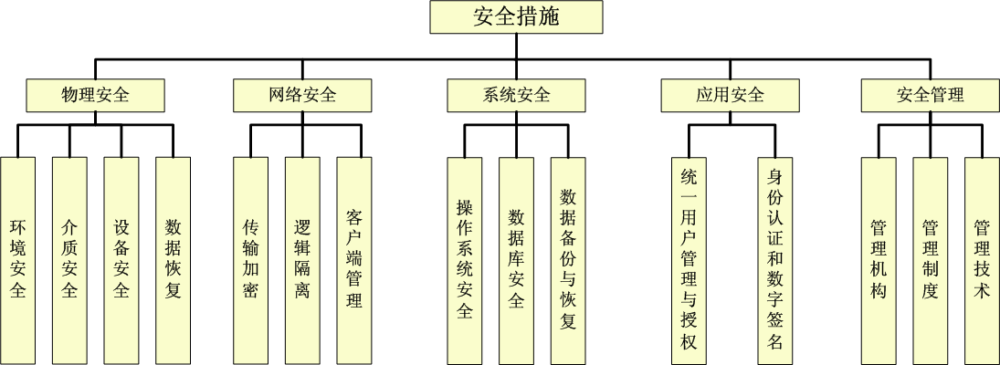 安全措施
物理安全
网络安全
系统安全
应用安全
安全管理
环境安全
介质安全
设备安全
数据恢复
传输加密
逻辑隔离
客户端管理
操作系统安全
数据库安全
数据备份与恢复
统一用户管理与授权
身份认证和数字签名
管理机构
管理制度
管理技术